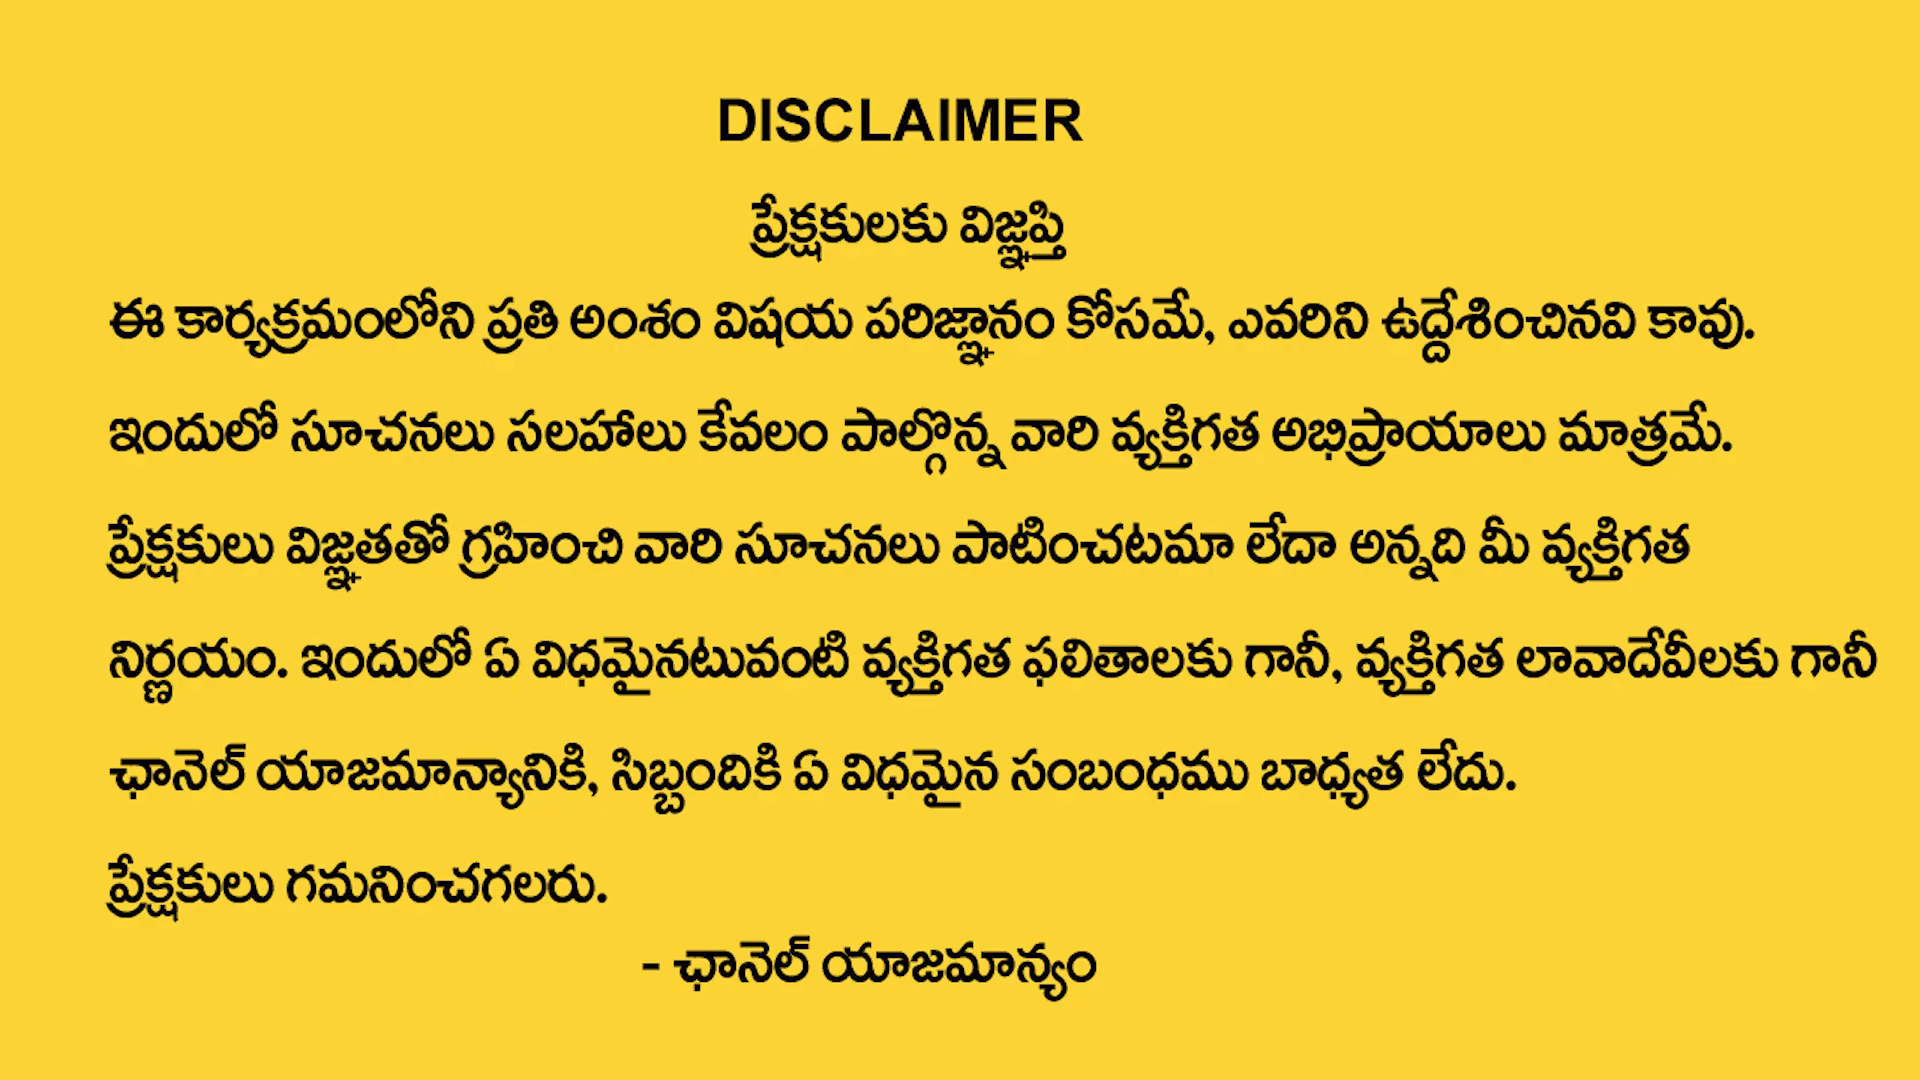 DISCLAIMER
ప్రేక్షకులకు విజ్ఞప్తి
ఈ కార్యక్రమంలోని ప్రతి అంశం విషయ పరిజ్ఞానం కోసమే, ఎవరిని ఉద్దేశించినవి కావు.
ఇందులో సూచనలు సలహాలు కేవలం పాల్గొన్న వారి వ్యక్తిగత అభిప్రాయాలు మాత్రమే.
ప్రేక్షకులు విజ్ఞతతో గ్రహించి వారి సూచనలు పాటించటమా లేదా అన్నది మీ వ్యక్తిగత
నిర్ణయం. ఇందులో ఏ విధమైనటువంటి వ్యక్తిగత ఫలితాలకు గానీ, వ్యక్తిగత లావాదేవీలకు గానీ
ఛానెల్ యాజమాన్యానికి, సిబ్బందికి ఏ విధమైన సంబంధము బాధ్యత లేదు.
ప్రేక్షకులు గమనించగలరు.
- ఛానెల్ యాజమాన్యం